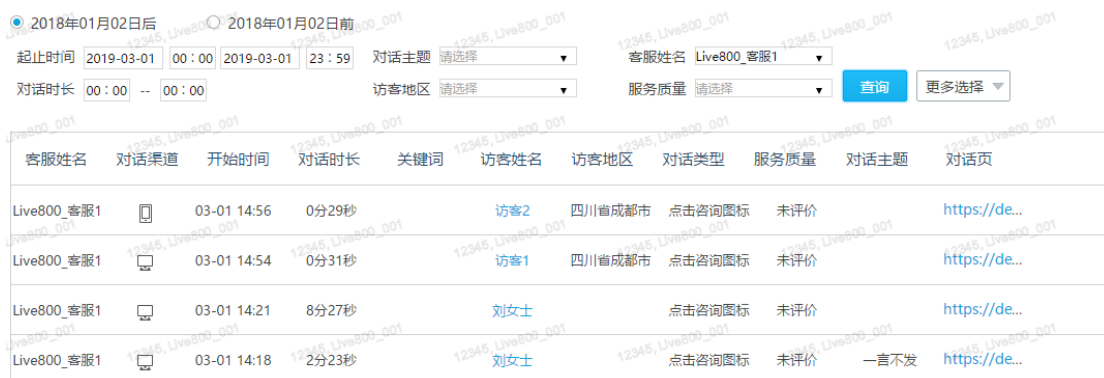 2018年01月02日后 2018年01月02日前
起止时间 2019-03-01 00:00 2019-03-01 23:59 对话主题 请选择 客服姓名 Live800_客服1
对话时长 00:00 -- 00:00 访客地区 请选择 服务质量 请选择 查询 更多选择
客服姓名 对话渠道 开始时间 对话时长 关键词 访客姓名 访客地区 对话类型 服务质量 对话主题 对话页
Live800_客服1 03-01 14:56 0分29秒 访客2 四川省成都市 点击咨询图标 未评价 https://de...
Live800_客服1 03-01 14:54 0分31秒 访客1 四川省成都市 点击咨询图标 未评价 https://de...
Live800_客服1 03-01 14:21 8分27秒 刘女士 点击咨询图标 未评价 https://de...
Live800_客服1 03-01 14:18 2分23秒 刘女士 点击咨询图标 未评价 一言不发 https://de...
12345, Live800_001